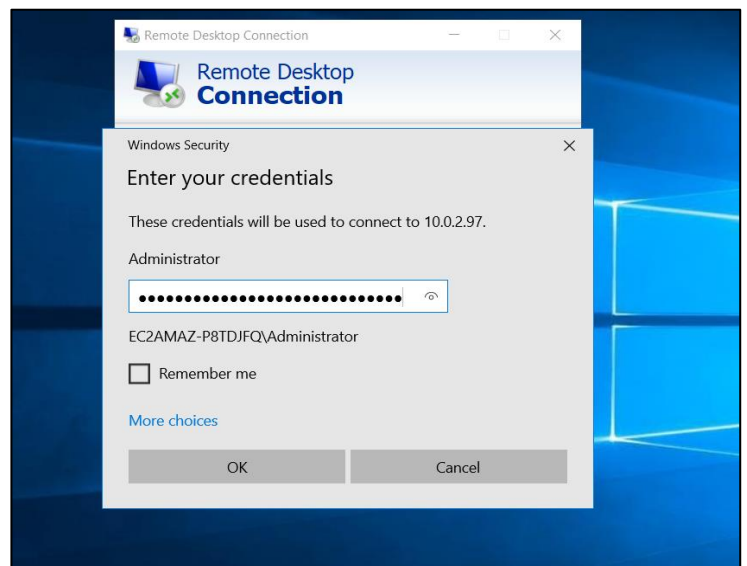 Remote Desktop Connection
Remote Desktop
Connection
Windows Security
Enter your credentials
These credentials will be used to connect to 10.0.2.97.
Administrator
●●●●●●●●●●●●●●●●●●●●●●●●●●●●●
EC2AMAZ-P8TDJFQ\Administrator
Remember me
More choices
OK Cancel